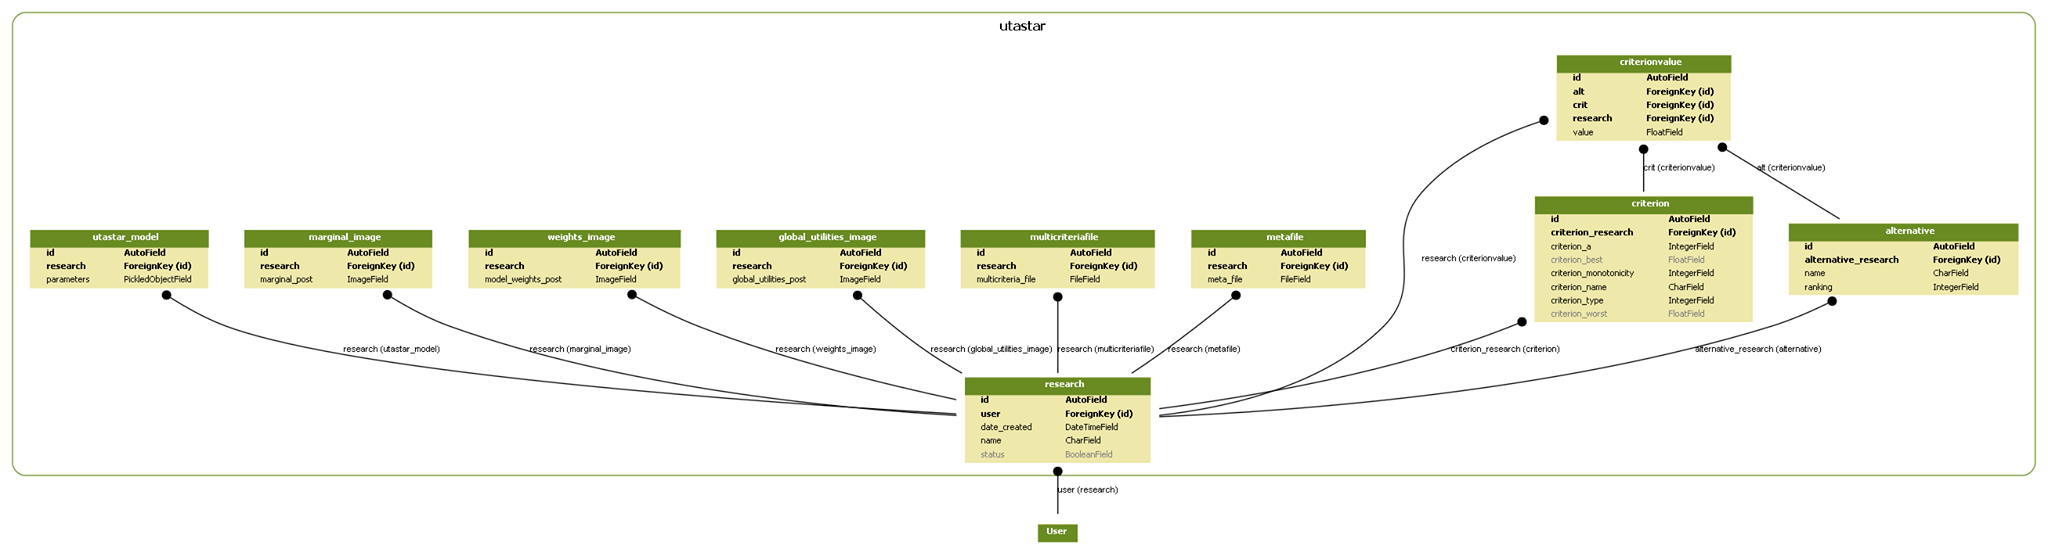 utastar
criterionvalue
id AutoField
alt ForeignKey (id)
crit ForeignKey (id)
research ForeignKey (id)
value FloatField
crit (criterionvalue)
alt (criterionvalue)
research (criterionvalue)
criterion
id AutoField
criterion_research ForeignKey (id)
criterion_a IntegerField
criterion_best FloatField
criterion_monotonicity IntegerField
criterion_name CharField
criterion_type IntegerField
criterion_worst FloatField
alternative
id AutoField
alternative_research ForeignKey (id)
name CharField
ranking IntegerField
utastar_model
id AutoField
research ForeignKey (id)
parameters PickledObjectField
marginal_image
id AutoField
research ForeignKey (id)
marginal_post ImageField
weights_image
id AutoField
research ForeignKey (id)
model_weights_post ImageField
global_utilities_image
id AutoField
research ForeignKey (id)
global_utilities_post ImageField
multicriteriafile
id AutoField
research ForeignKey (id)
multicriteria_file FileField
metafile
id AutoField
research ForeignKey (id)
meta_file FileField
research (utastar_model)
research (marginal_image)
research (weights_image)
research (global_utilities_image)
research (multicriteriafile)
research (metafile)
criterion_research (criterion)
alternative_research (alternative)
research
id AutoField
user ForeignKey (id)
date_created DateTimeField
name CharField
status BooleanField
user (research)
User